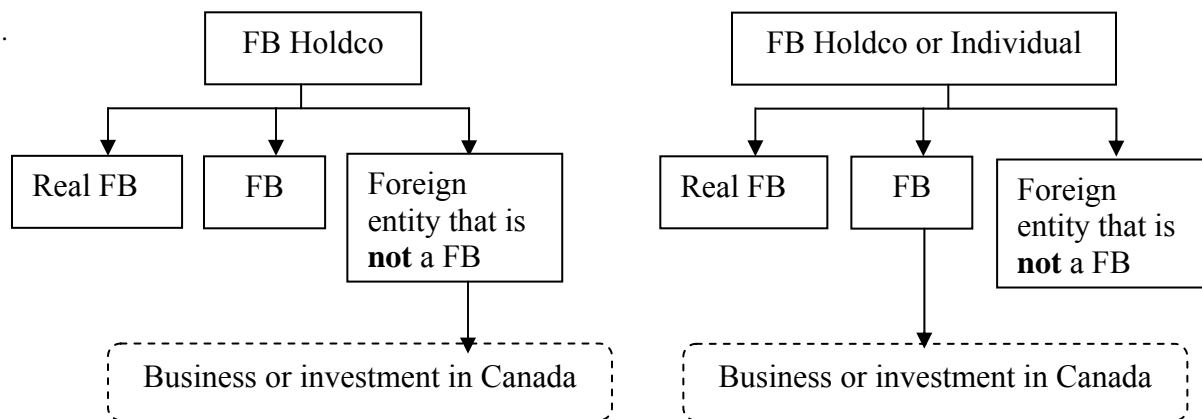 .
FB Holdco
Real FB
FB
Foreign
entity that is
not a FB
Business or investment in Canada
FB Holdco or Individual
Real FB
FB
Foreign
entity that is
not a FB
Business or investment in Canada